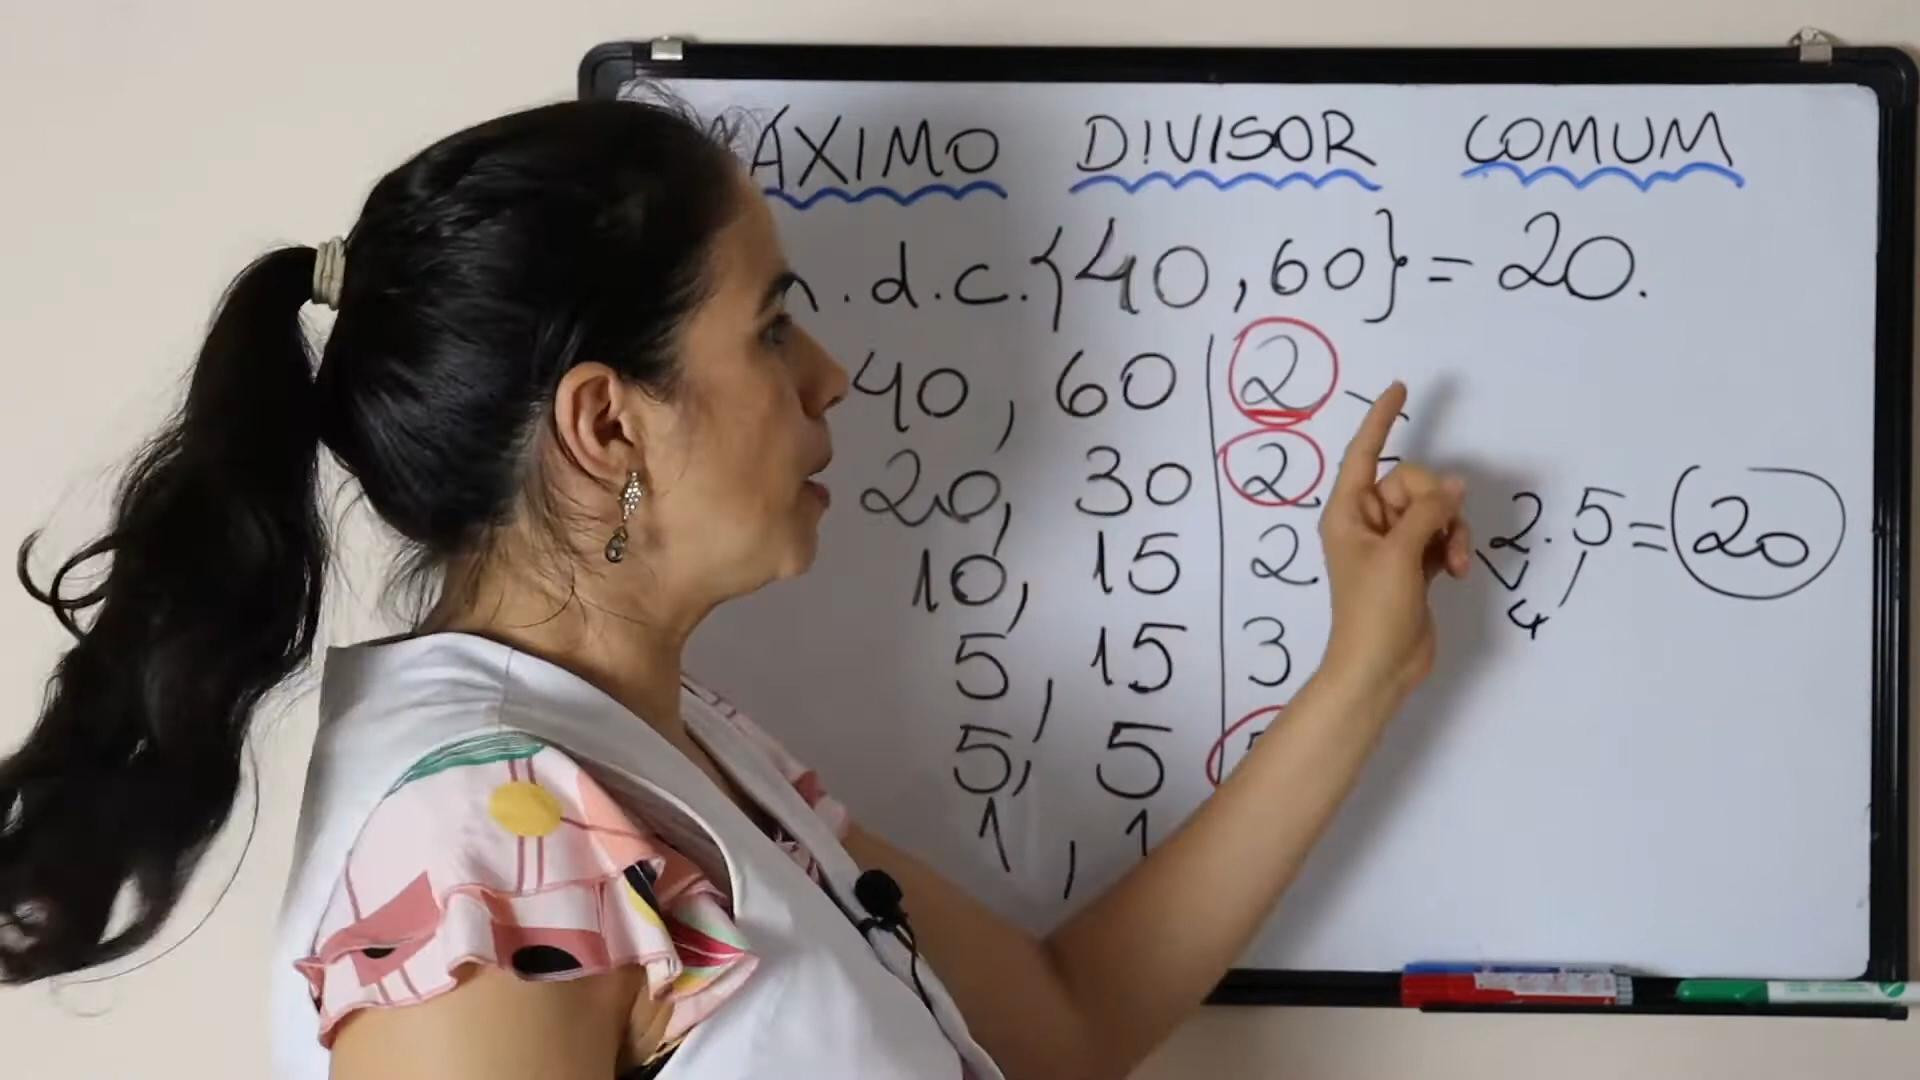 ÁXIMO DIVISOR COMUM
.d.c.{40,60} = 20.
40, 60 | 2
20, 30 | 2
2.5=20
4
10, 15 | 2
5, 15 | 3
5, 5
1, 1